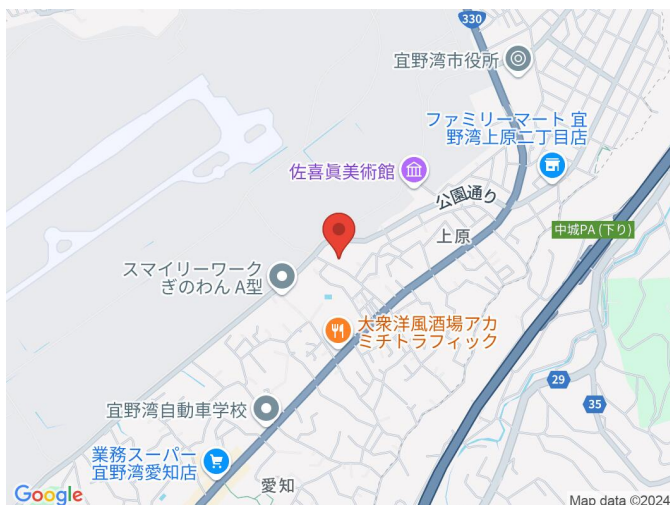 330
宜野湾市役所
ファミリーマート 宜
野湾上原二丁目店
佐喜眞美術館
公園通り
上原
中城PA (下り)
スマイリーワーク
ぎのわん A型
大衆洋風酒場アカ
ミチトラフィック
29
35
宜野湾自動車学校
業務スーパー
宜野湾愛知店
愛知
Google
Map data ©2024